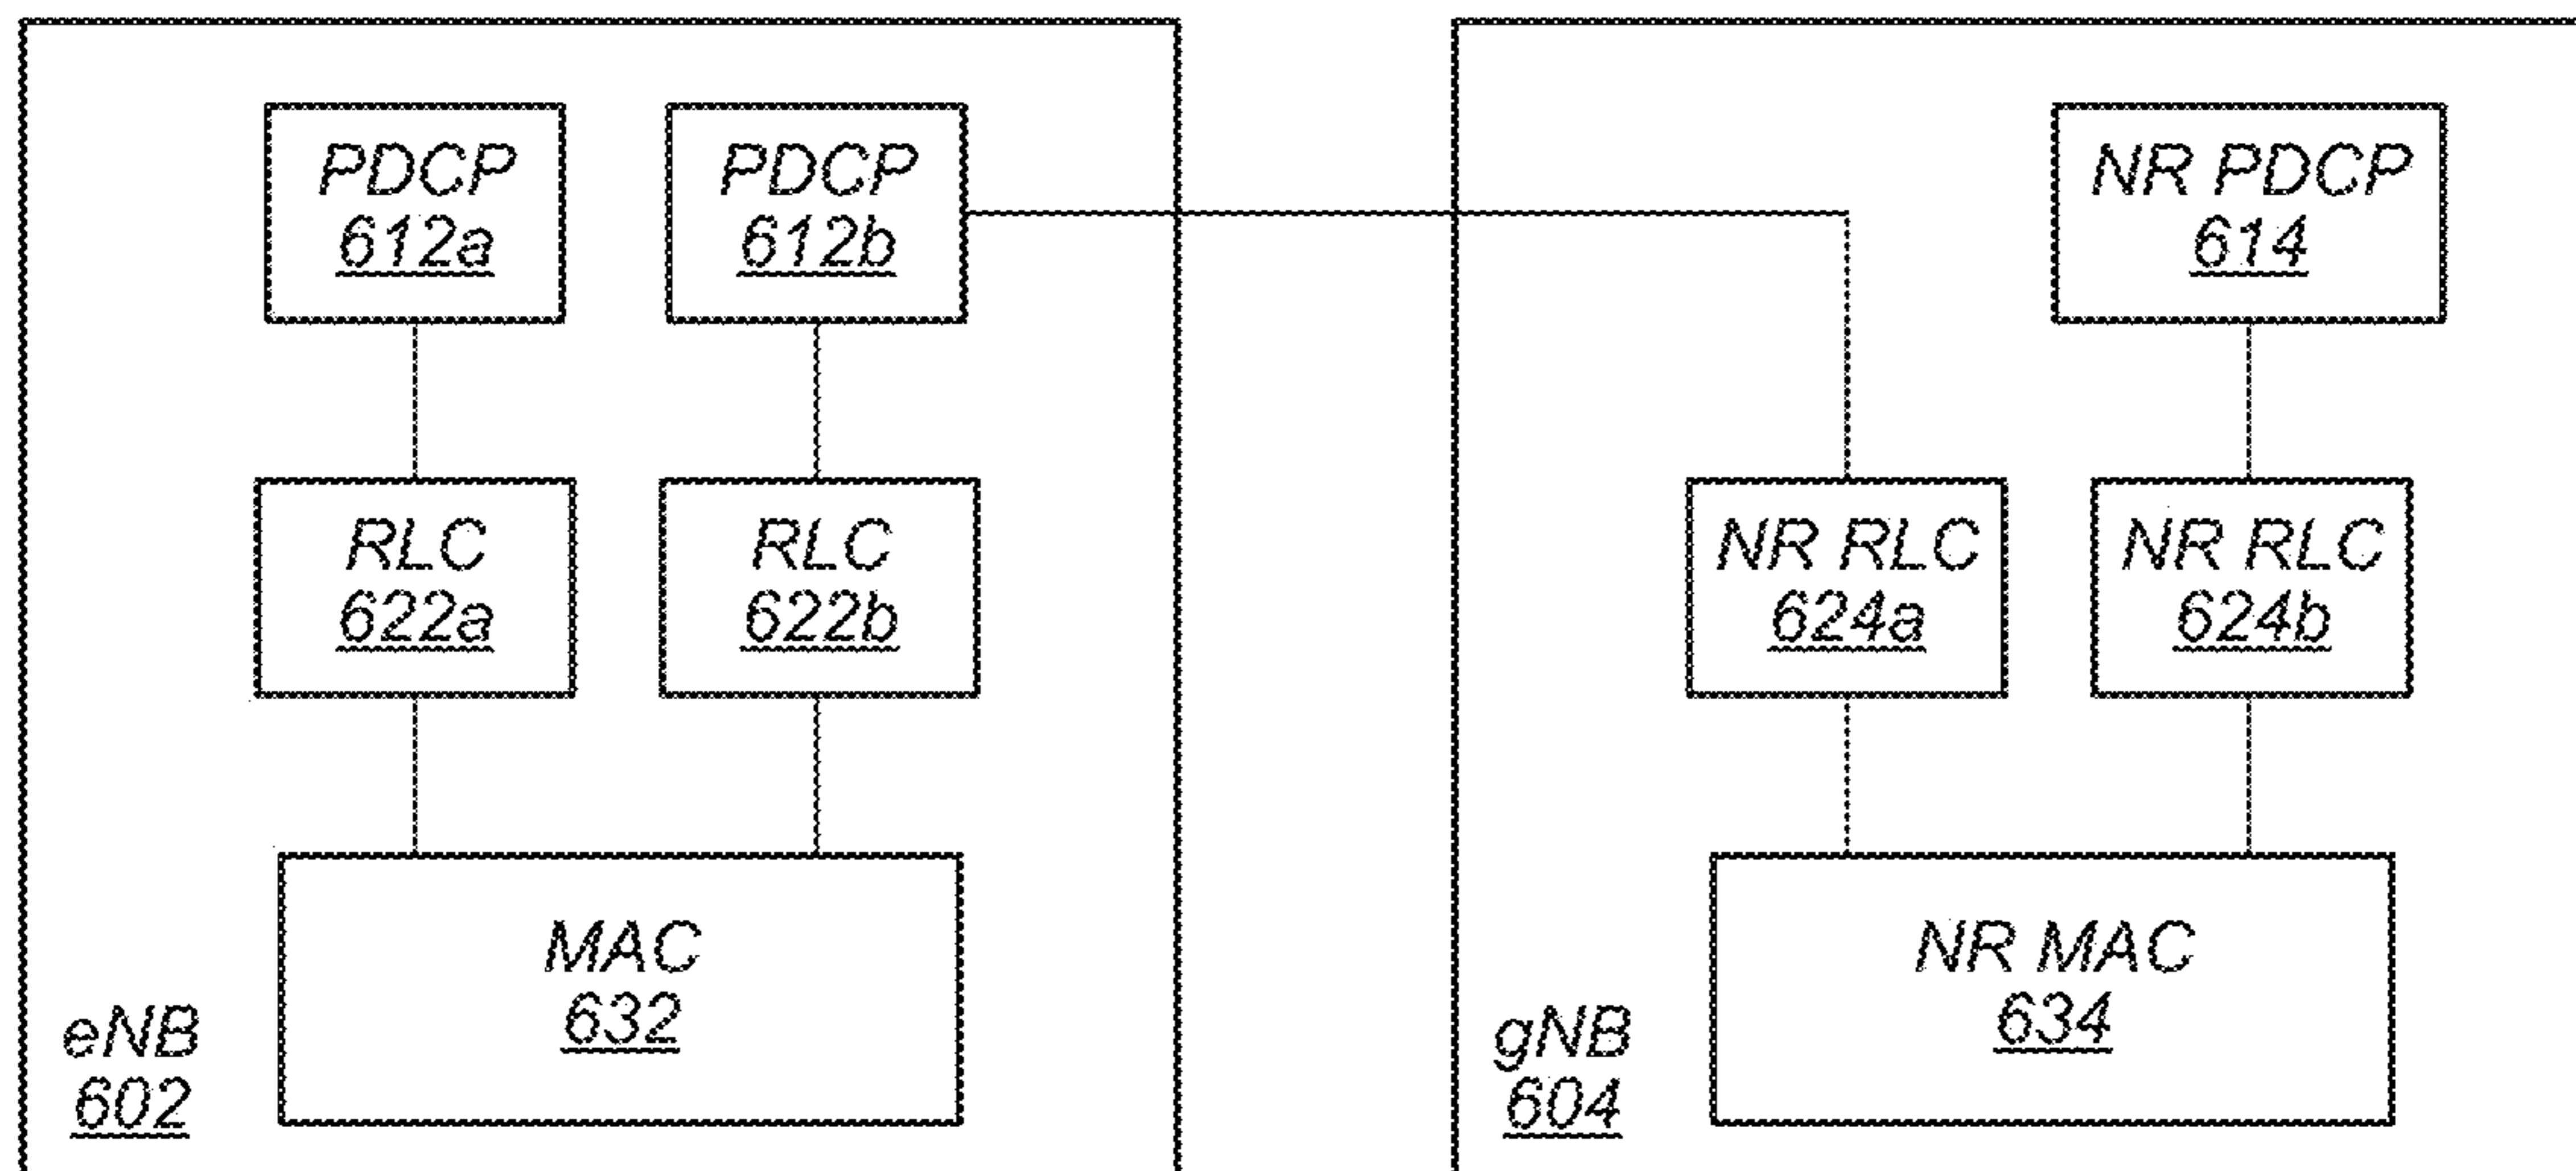 PDCP
612a
PDCP
612b
NR PDCP
614
RLC
622a
RLC
622b
NR RLC
624a
NR RLC
624b
MAC
632
NR MAC
634
eNB
602
gNB
604